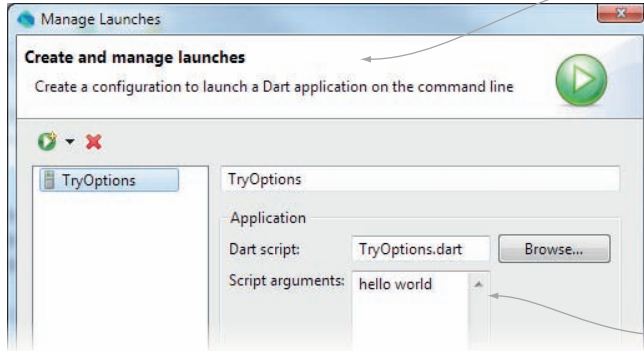 Manage Launches
Create and manage launches
Create a configuration to launch a Dart application on the command line
TryOptions
TryOptions
Application
Dart script: TryOptions.dart Browse...
Script arguments: hello world